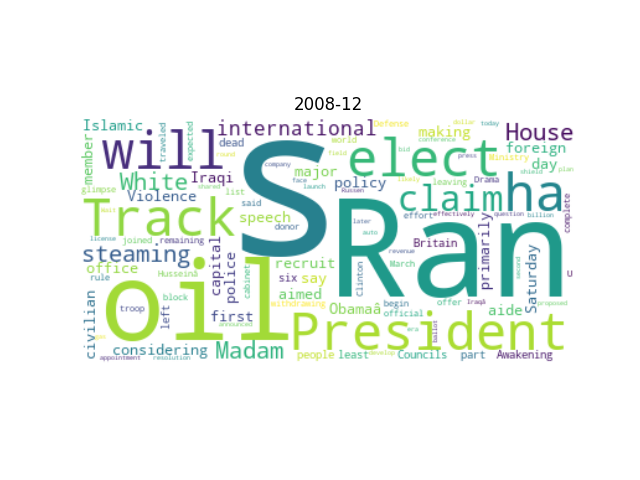 2008-12
Islamic traveled expected international dead world Defense dollar today House
member will S elect making conference foreign
glimpse White Iraqi major policy bid press Ministry day
Violence list said company field claim leaving Drama shield plan ha
Track shared speech face launch Ran
license joined remaining donor later effort effectively question billion complete
steaming capital police recruit auto Britain primarily Saturday
office cabinet six say revenue March
rule Husseinâ aimed Clinton begin offer second proposed
civilian block oil withdrawing Obamaâ official aide Iraqâ
troop left first President era ballot
announced
considering Madam people least develop Councils part Awakening
appointment resolution